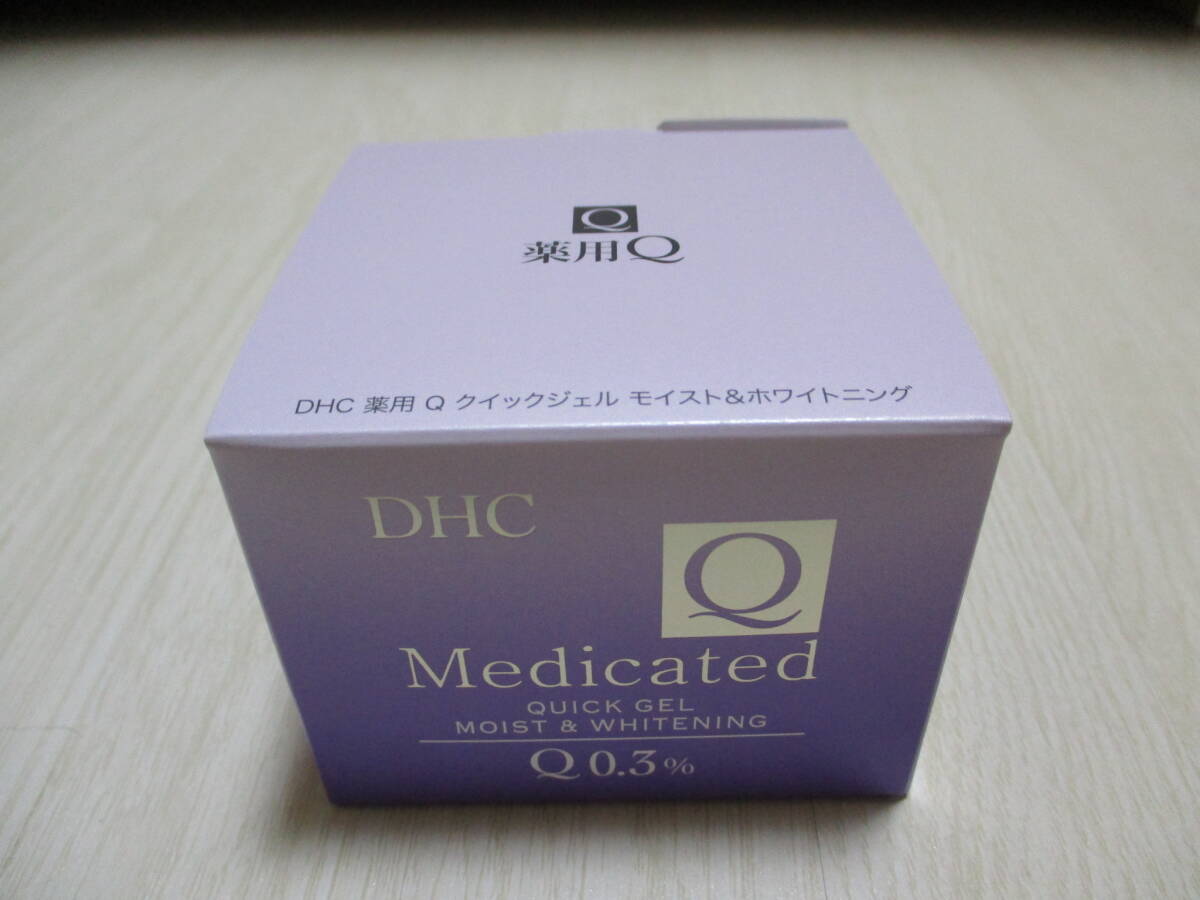 Q
薬用Q
DHC 薬用 Q クイックジェル モイスト&ホワイトニング
DHC
Q
Medicated
QUICK GEL
MOIST & WHITENING
Q 0.3%